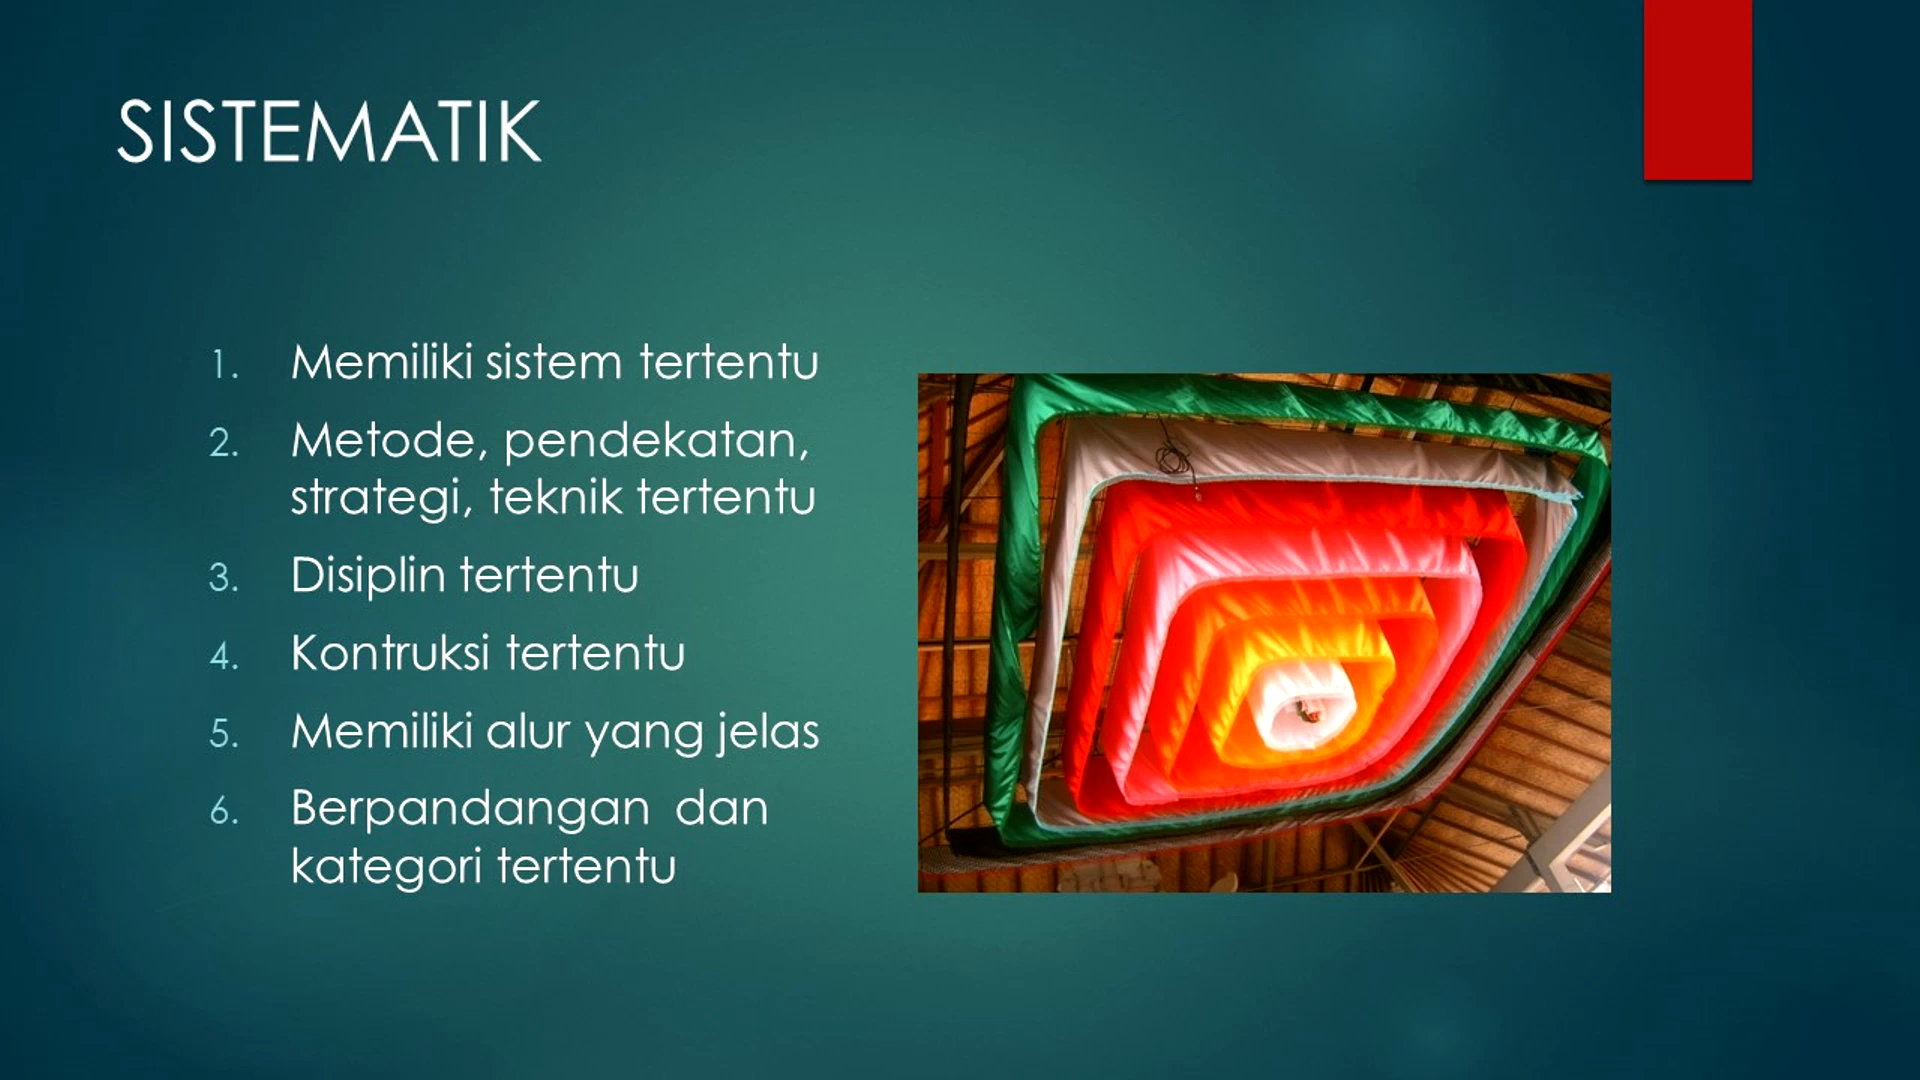 SISTEMATIK
1. Memiliki sistem tertentu
2. Metode, pendekatan,
strategi, teknik tertentu
3. Disiplin tertentu
4. Kontruksi tertentu
5. Memiliki alur yang jelas
6. Berpandangan  dan
kategori tertentu